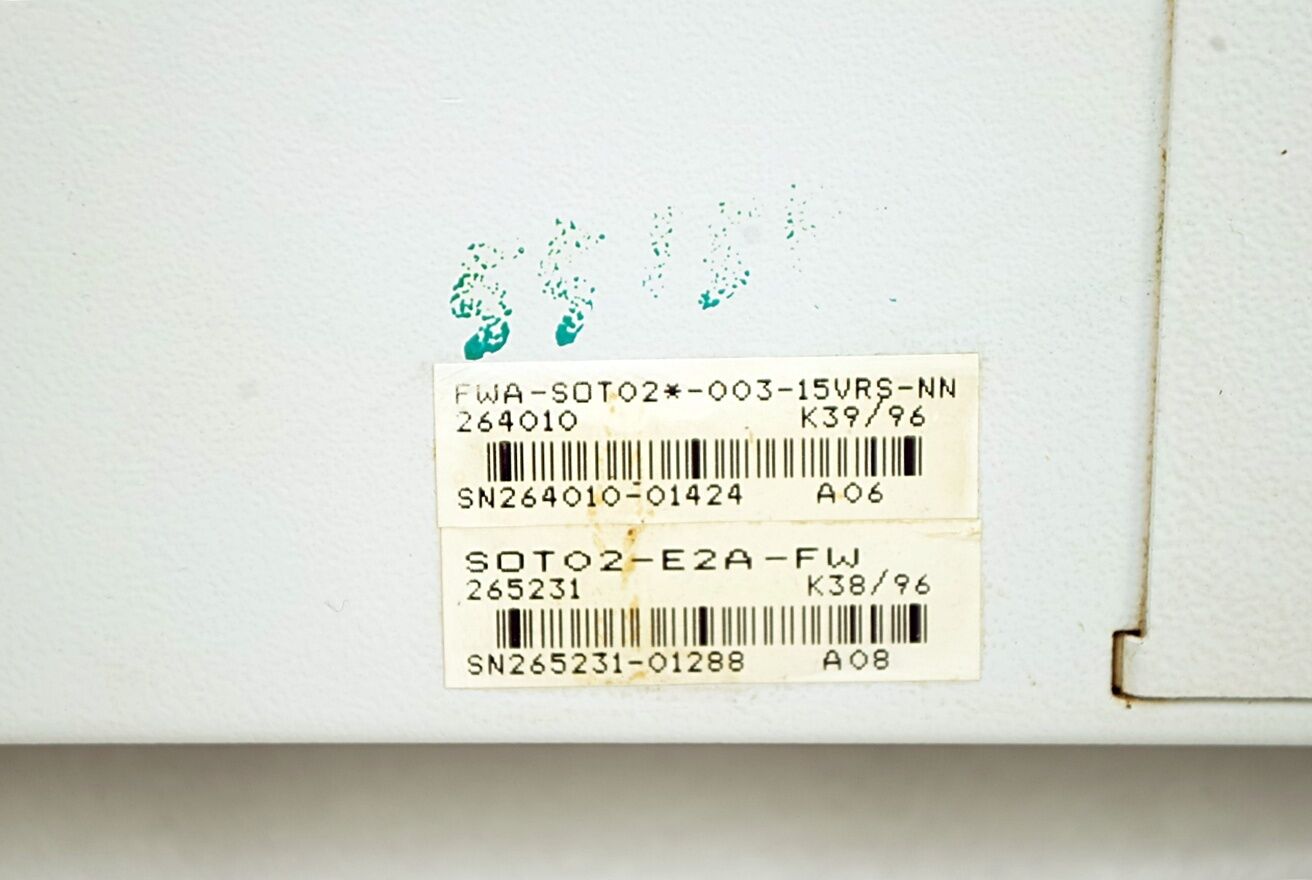 FWA-SOT02*-003-15VRS-NN
264010 K39/96
SN264010-01424 A06
SOT02-E2A-FW
265231 K38/96
SN265231-01288 A08